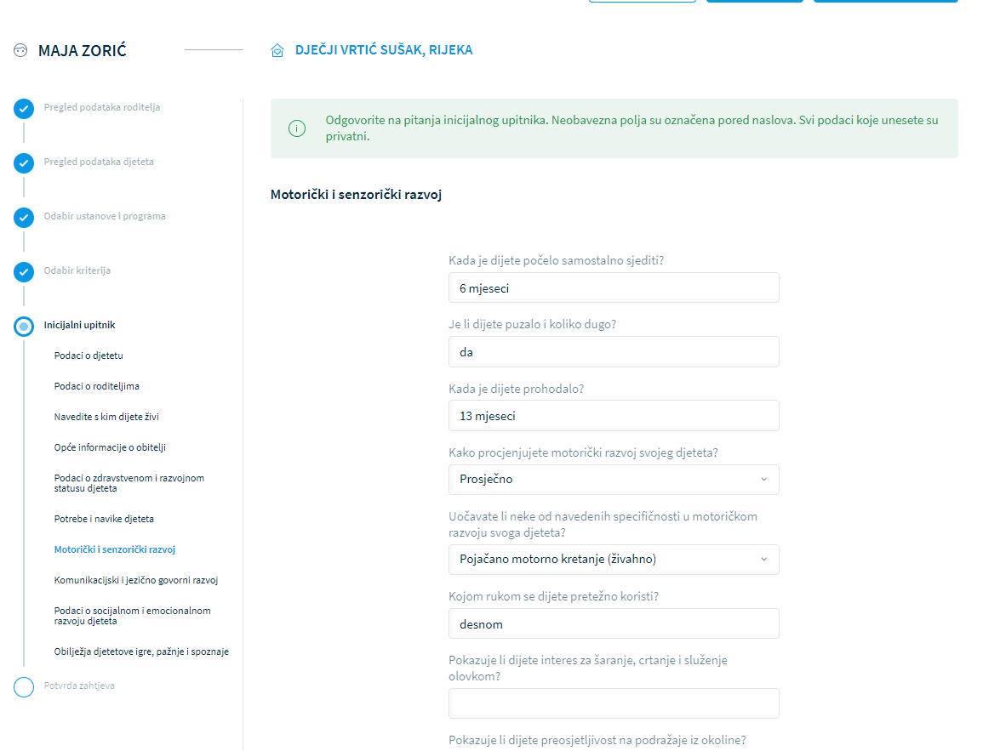 MAJA ZORIĆ
DJEČJI VRTIĆ SUŠAK, RIJEKA
Pregled podataka roditelja
Pregled podataka djeteta
Odabir ustanove i programa
Odabir kriterija
Inicijalni upitnik
Podaci o djetetu
Podaci o roditeljima
Navedite s kim dijete živi
Opće informacije o obitelji
Podaci o zdravstvenom i razvojnom
statusu djeteta
Potrebe i navike djeteta
Motorički i senzorički razvoj
Komunikacijski i jezično govorni razvoj
Podaci o socijalnom i emocionalnom
razvoju djeteta
Obilježja djetetove igre, pažnje i spoznaje
Potvrda zahtjeva
Odgovorite na pitanja inicijalnog upitnika. Neobavezna polja su označena pored naslova. Svi podaci koje unesete su
privatni.
Motorički i senzorički razvoj
Kada je dijete počelo samostalno sjediti?
6 mjeseci
Je li dijete puzalo i koliko dugo?
da
Kada je dijete prohodalo?
13 mjeseci
Kako procjenjujete motorički razvoj svojeg djeteta?
Prosječno
Uočavate li neke od navedenih specifičnosti u motoričkom
razvoju svoga djeteta?
Pojačano motorno kretanje (živahno)
Kojom rukom se dijete pretežno koristi?
desnom
Pokazuje li dijete interes za šaranje, crtanje i služenje
olovkom?
Pokazuje li dijete preosjetljivost na podražaje iz okoline?